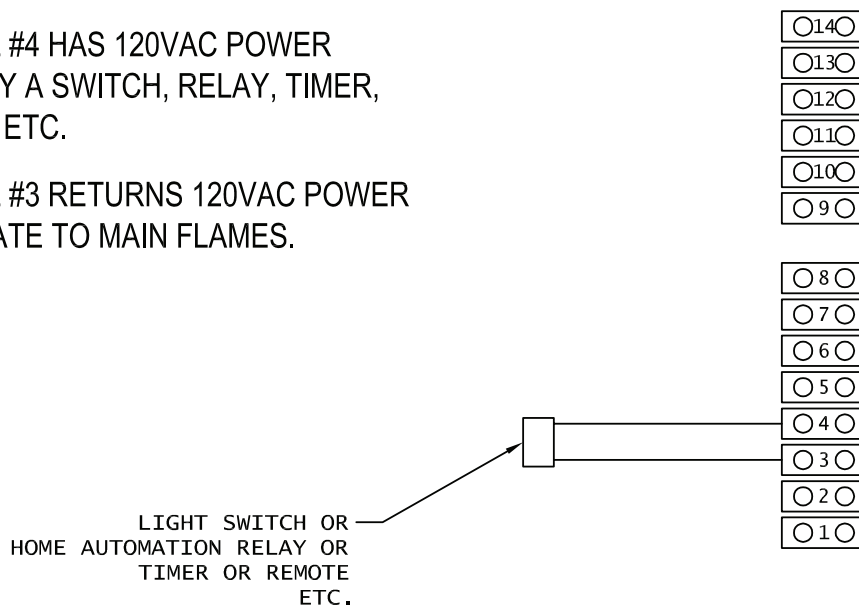 #4 HAS 120VAC POWER
Y A SWITCH, RELAY, TIMER,
ETC.
#3 RETURNS 120VAC POWER
ATE TO MAIN FLAMES.
14
13
12
11
10
9
8
7
6
5
4
3
2
1
LIGHT SWITCH OR
HOME AUTOMATION RELAY OR
TIMER OR REMOTE
ETC.